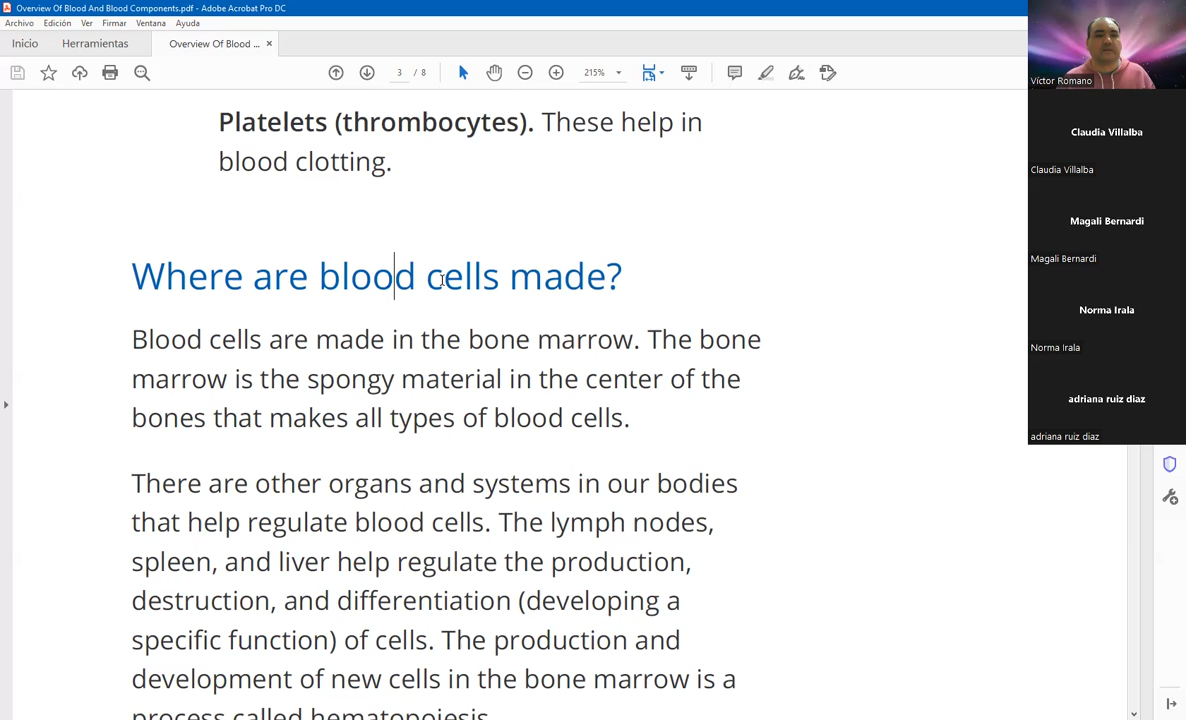 Overview Of Blood And Blood Components.pdf - Adobe Acrobat Pro DC
Archivo Edición Ver Firmar Ventana Ayuda
Inicio Herramientas Overview Of Blood ... ×
3 / 8 215%
Platelets (thrombocytes). These help in
blood clotting.
Where are blood cells made?
Blood cells are made in the bone marrow. The bone
marrow is the spongy material in the center of the
bones that makes all types of blood cells.
There are other organs and systems in our bodies
that help regulate blood cells. The lymph nodes,
spleen, and liver help regulate the production,
destruction, and differentiation (developing a
specific function) of cells. The production and
development of new cells in the bone marrow is a
process called hematopoiesis.
Víctor Romano
Claudia Villalba
Claudia Villalba
Magali Bernardi
Magali Bernardi
Norma Irala
Norma Irala
adriana ruiz diaz
adriana ruiz diaz